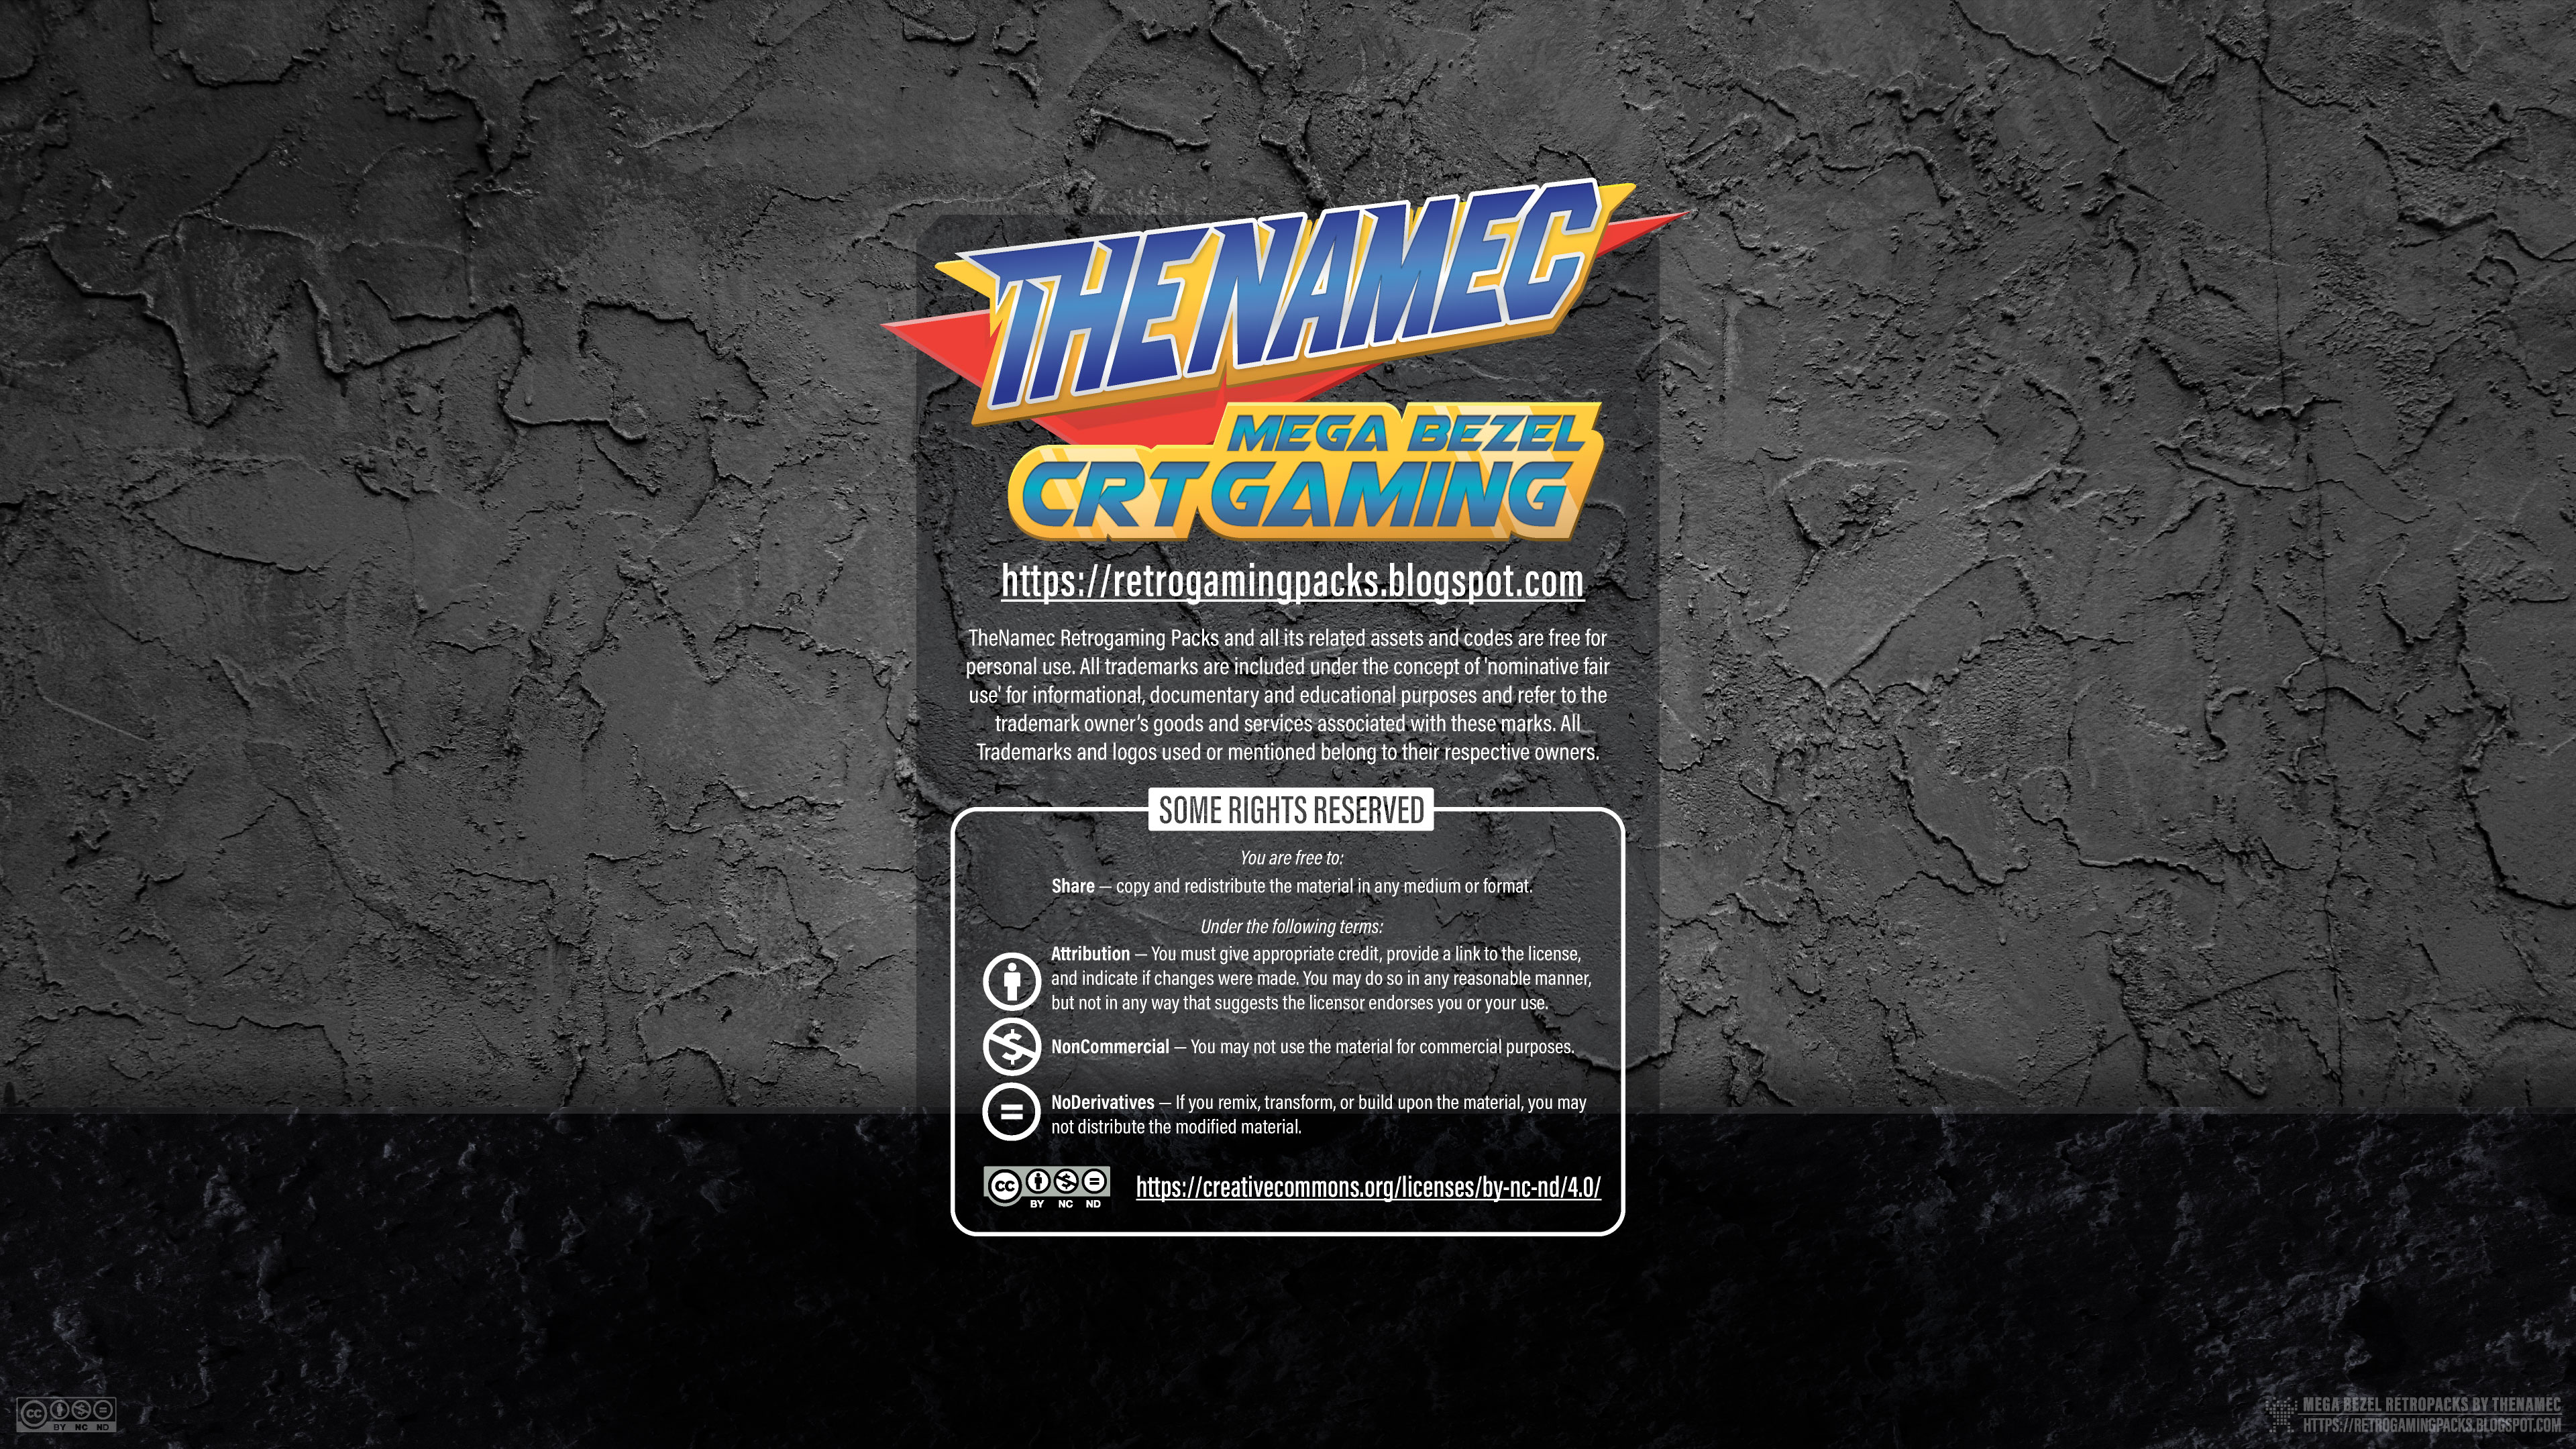 THENAMEC
MEGA BEZEL
CRTGAMING
https://retrogamingpacks.blogspot.com
TheNamec Retrogaming Packs and all its related assets and codes are free for
personal use. All trademarks are included under the concept of 'nominative fair
use' for informational, documentary and educational purposes and refer to the
trademark owner's goods and services associated with these marks. All
Trademarks and logos used or mentioned belong to their respective owners.
SOME RIGHTS RESERVED
You are free to:
Share — copy and redistribute the material in any medium or format.
Under the following terms:
Attribution — You must give appropriate credit, provide a link to the license,
and indicate if changes were made. You may do so in any reasonable manner,
but not in any way that suggests the licensor endorses you or your use.
NonCommercial — You may not use the material for commercial purposes.
NoDerivatives — If you remix, transform, or build upon the material, you may
not distribute the modified material.
cc BY NC ND
https://creativecommons.org/licenses/by-nc-nd/4.0/
cc BY NC ND
MEGA BEZEL RETROPACKS BY THENAMEC
HTTPS://RETROGAMINGPACKS.BLOGSPOT.COM